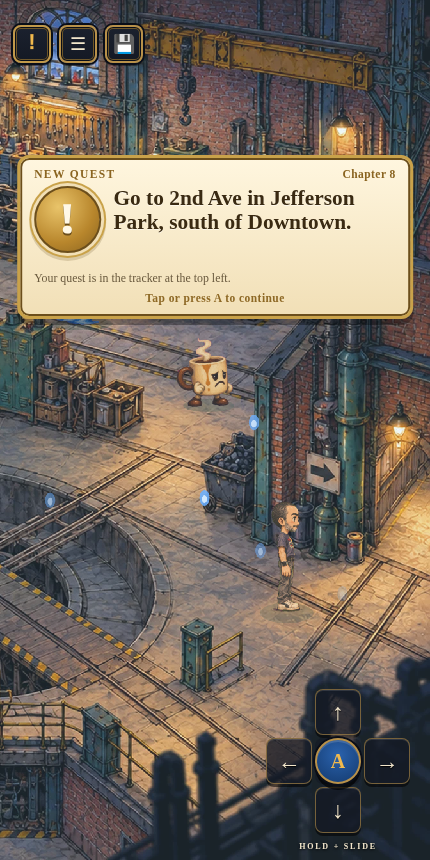 !
NEW QUEST
Chapter 8
!
Go to 2nd Ave in Jefferson
Park, south of Downtown.
Your quest is in the tracker at the top left.
Tap or press A to continue
A
HOLD + SLIDE